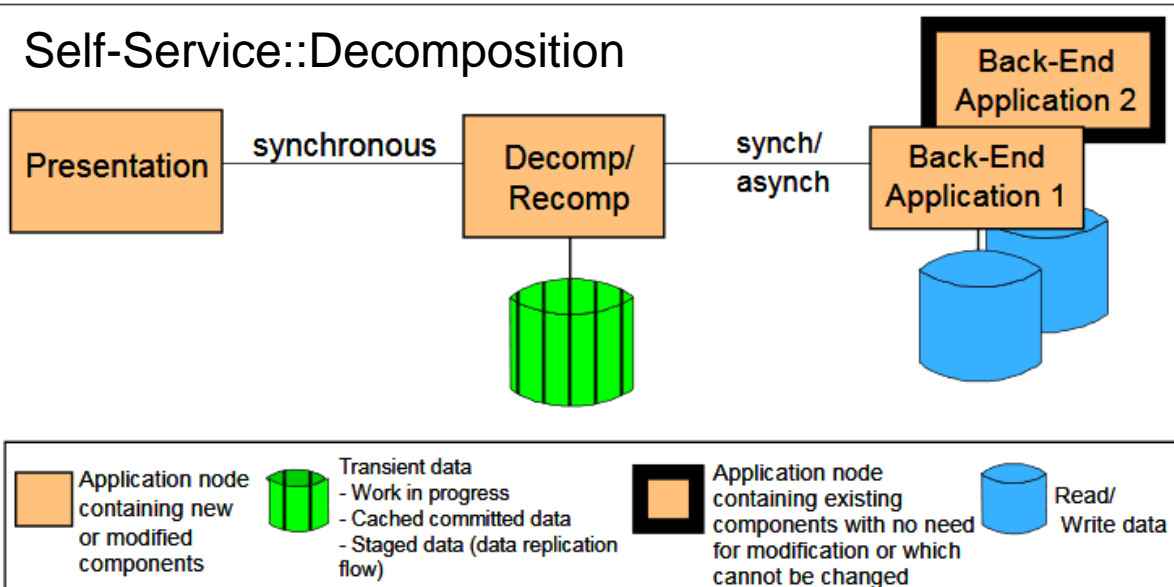 Self-Service::Decomposition
Back-End
Application 2
Presentation
synchronous
Decomp/
Recomp
synch/
asynch
Back-End
Application 1
Application node
containing new
or modified
components
Transient data
- Work in progress
- Cached committed data
- Staged data (data replication
flow)
Application node
containing existing
components with no need
for modification or which
cannot be changed
Read/
Write data